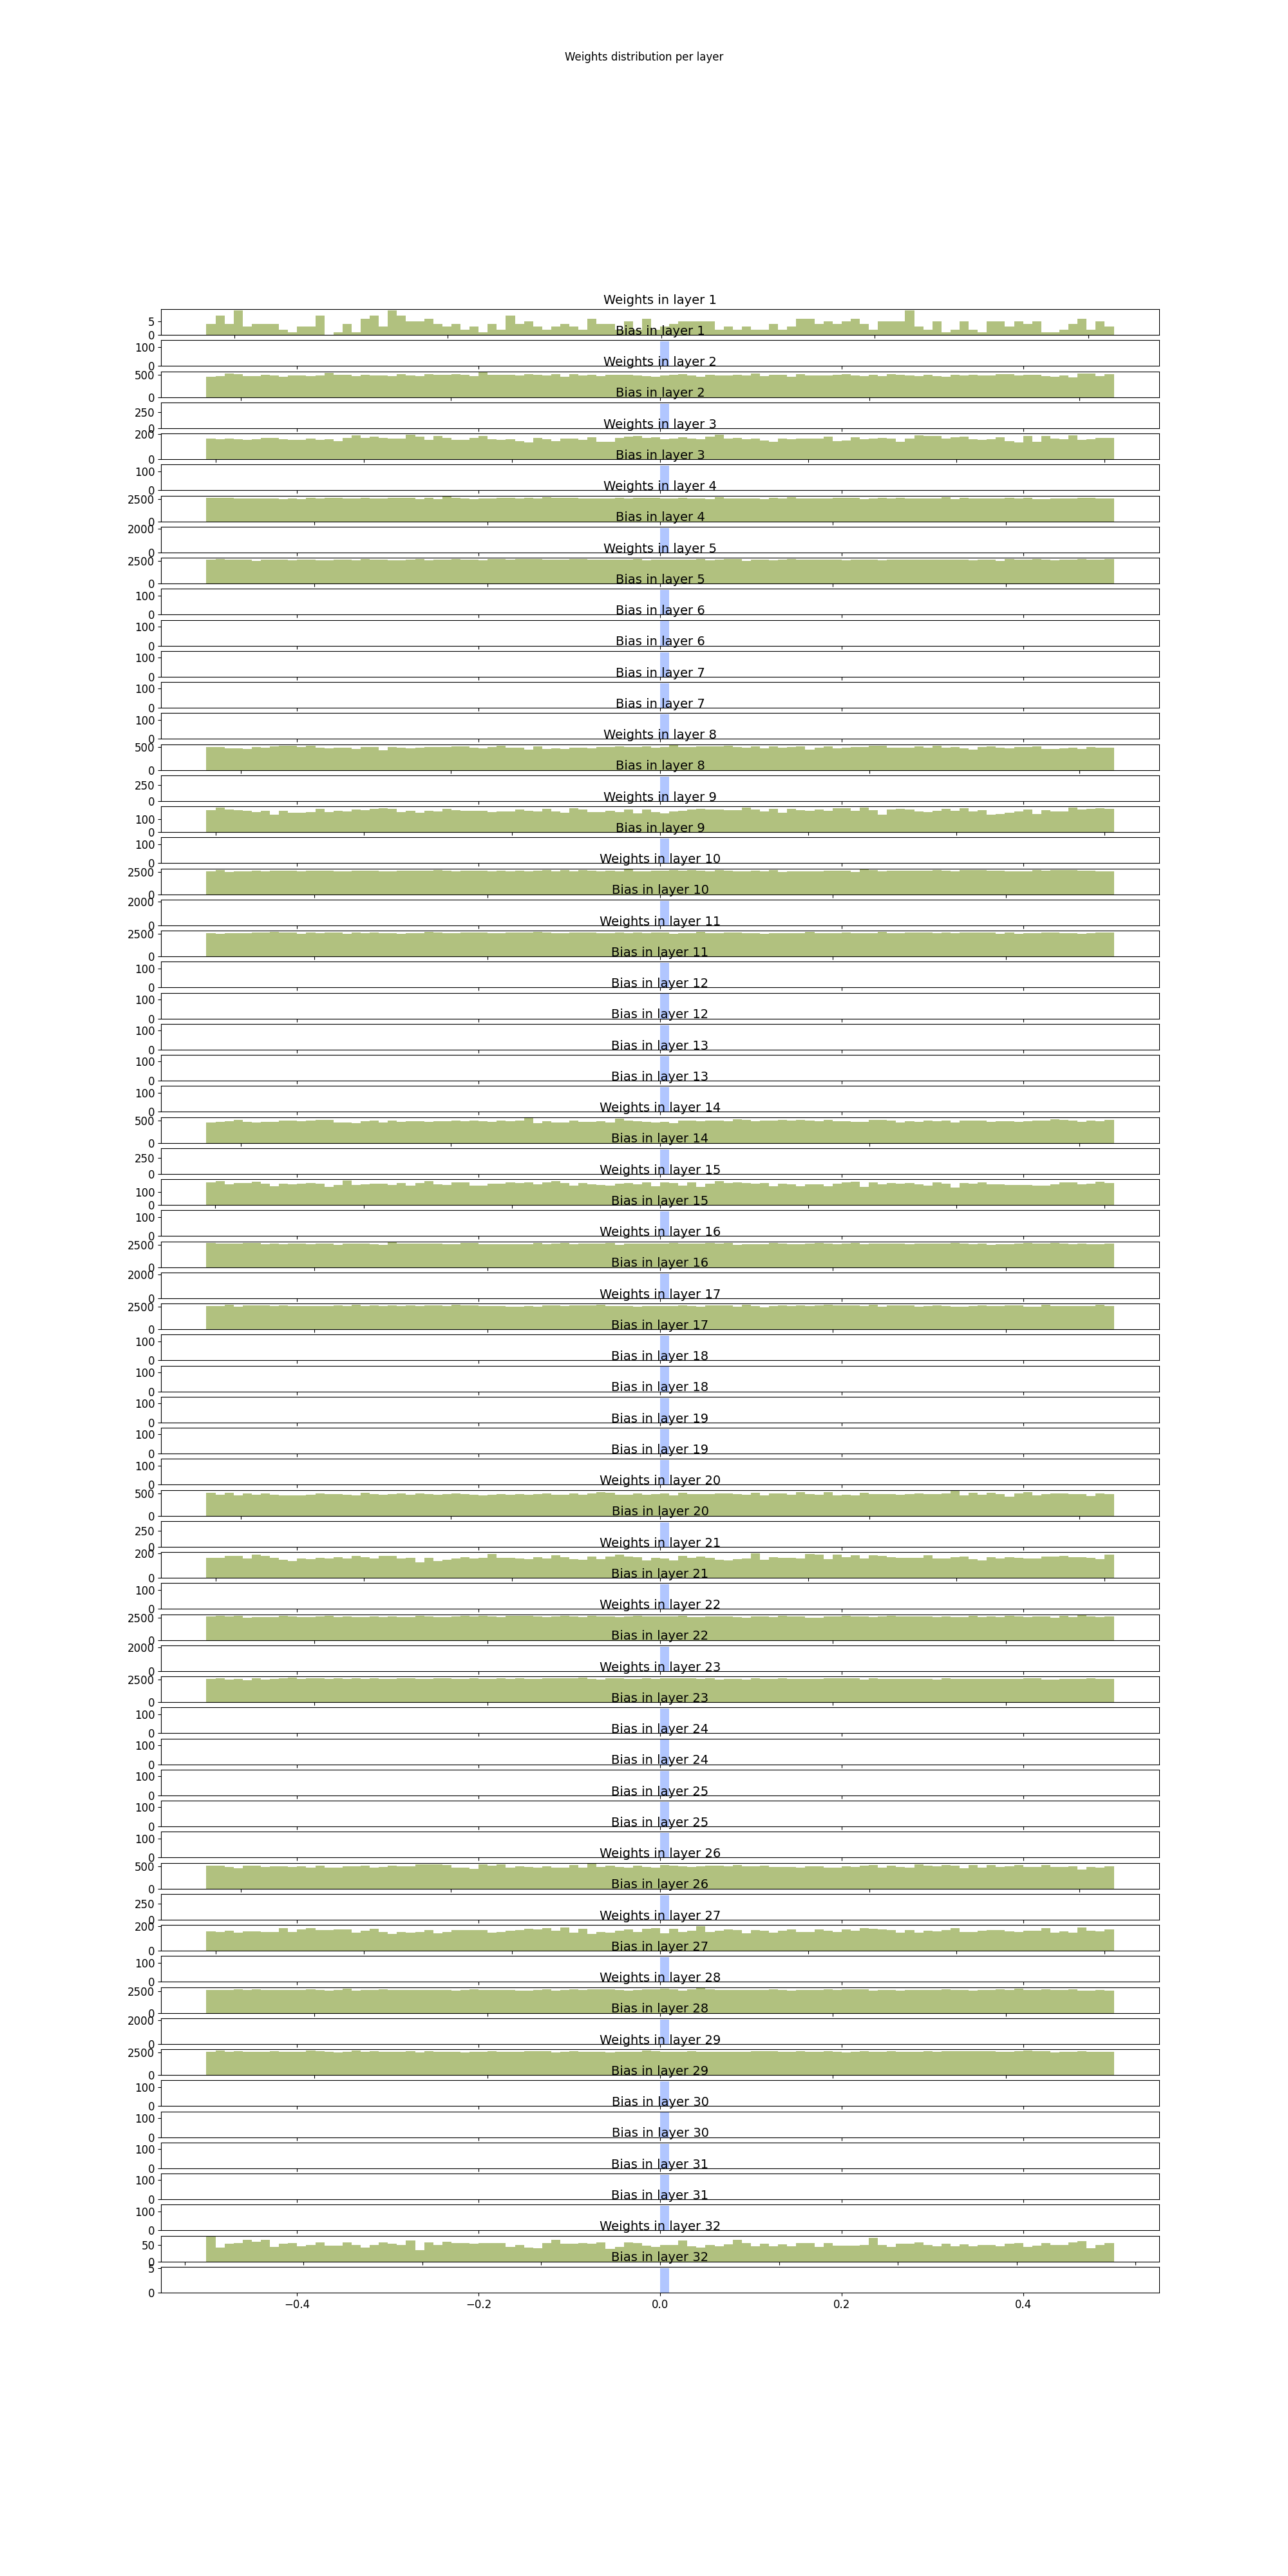 Weights distribution per layer
Weights in layer 1
5
0
Bias in layer 1
100
0
Weights in layer 2
500
0
Bias in layer 2
250
0
Weights in layer 3
200
0
Bias in layer 3
100
0
Weights in layer 4
2500
0
Bias in layer 4
2000
0
Weights in layer 5
2500
0
Bias in layer 5
100
0
Bias in layer 6
100
0
Bias in layer 6
100
0
Bias in layer 7
100
0
Bias in layer 7
100
0
Weights in layer 8
500
0
Bias in layer 8
250
0
Weights in layer 9
100
0
Bias in layer 9
100
0
Weights in layer 10
2500
0
Bias in layer 10
2000
0
Weights in layer 11
2500
0
Bias in layer 11
100
0
Bias in layer 12
100
0
Bias in layer 12
100
0
Bias in layer 13
100
0
Bias in layer 13
100
0
Weights in layer 14
500
0
Bias in layer 14
250
0
Weights in layer 15
100
0
Bias in layer 15
100
0
Weights in layer 16
2500
0
Bias in layer 16
2000
0
Weights in layer 17
2500
0
Bias in layer 17
100
0
Bias in layer 18
100
0
Bias in layer 18
100
0
Bias in layer 19
100
0
Bias in layer 19
100
0
Weights in layer 20
500
0
Bias in layer 20
250
0
Weights in layer 21
200
0
Bias in layer 21
100
0
Weights in layer 22
2500
0
Bias in layer 22
2000
0
Weights in layer 23
2500
0
Bias in layer 23
100
0
Bias in layer 24
100
0
Bias in layer 24
100
0
Bias in layer 25
100
0
Bias in layer 25
100
0
Weights in layer 26
500
0
Bias in layer 26
250
0
Weights in layer 27
200
0
Bias in layer 27
100
0
Weights in layer 28
2500
0
Bias in layer 28
2000
0
Weights in layer 29
2500
0
Bias in layer 29
100
0
Bias in layer 30
100
0
Bias in layer 30
100
0
Bias in layer 31
100
0
Bias in layer 31
100
0
Weights in layer 32
50
0
Bias in layer 32
5
0
−0.4 −0.2 0.0 0.2 0.4